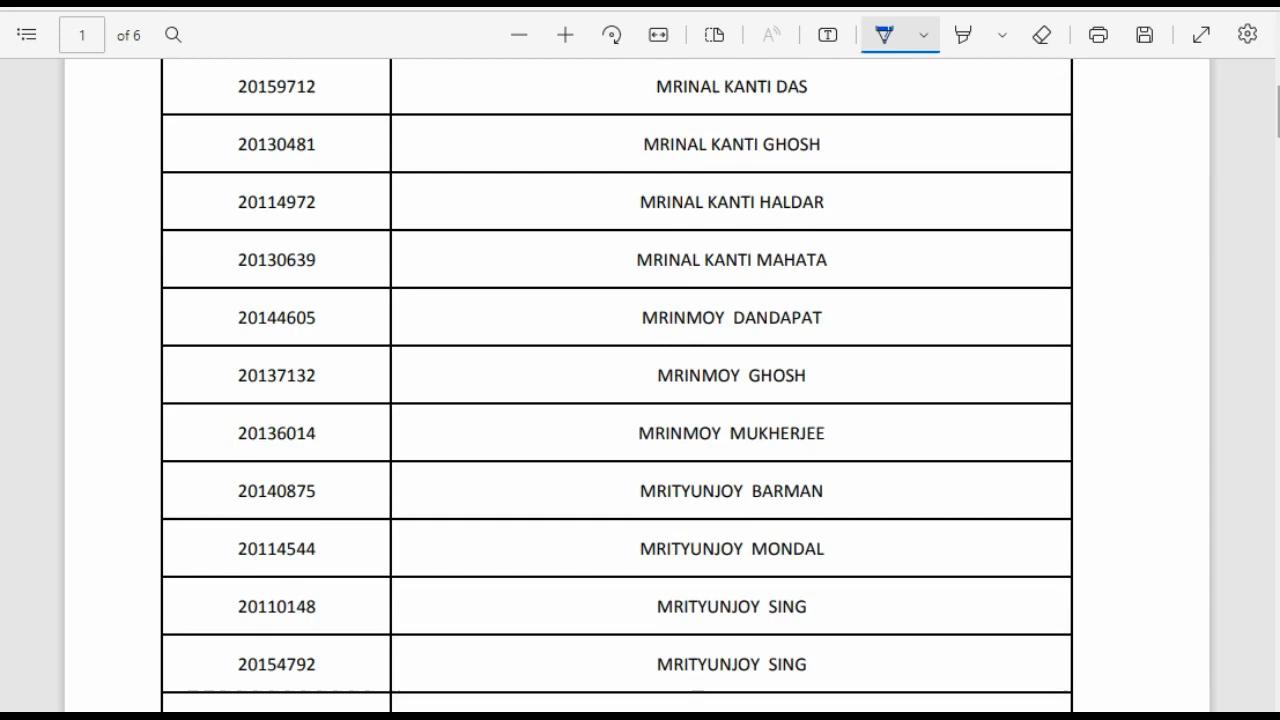 1 of 6
20159712 MRINAL KANTI DAS
20130481 MRINAL KANTI GHOSH
20114972 MRINAL KANTI HALDAR
20130639 MRINAL KANTI MAHATA
20144605 MRINMOY DANDAPAT
20137132 MRINMOY GHOSH
20136014 MRINMOY MUKHERJEE
20140875 MRITYUNJOY BARMAN
20114544 MRITYUNJOY MONDAL
20110148 MRITYUNJOY SING
20154792 MRITYUNJOY SING